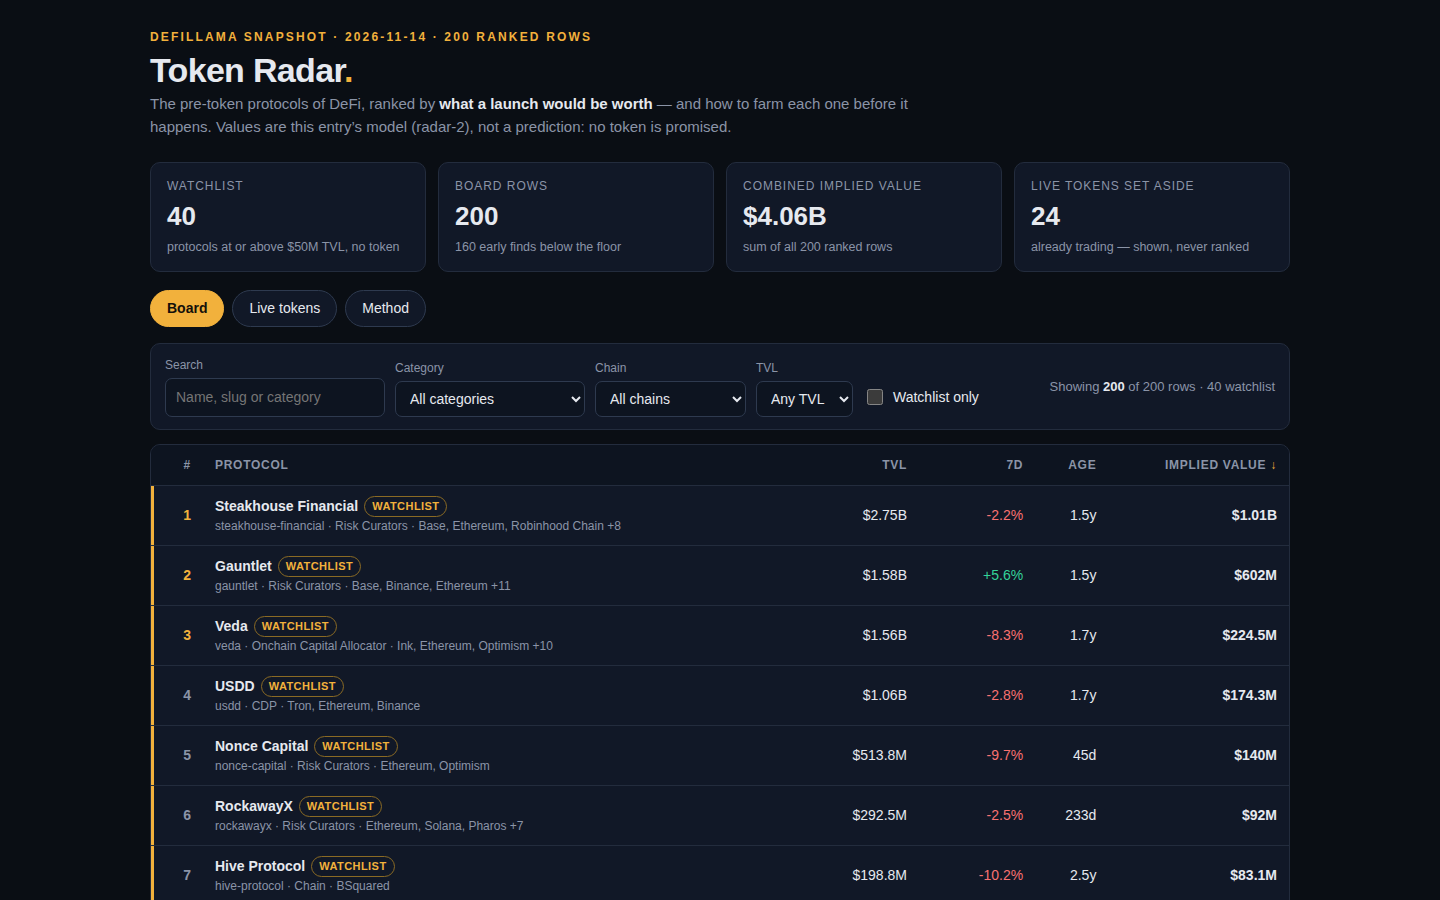 DEFILLAMA SNAPSHOT · 2026-11-14 · 200 RANKED ROWS
Token Radar.
The pre-token protocols of DeFi, ranked by what a launch would be worth — and how to farm each one before it
happens. Values are this entry's model (radar-2), not a prediction: no token is promised.
WATCHLIST
40
protocols at or above $50M TVL, no token
BOARD ROWS
200
160 early finds below the floor
COMBINED IMPLIED VALUE
$4.06B
sum of all 200 ranked rows
LIVE TOKENS SET ASIDE
24
already trading — shown, never ranked
Board Live tokens Method
Search Category Chain TVL
Name, slug or category All categories All chains Any TVL Watchlist only Showing 200 of 200 rows · 40 watchlist
# PROTOCOL TVL 7D AGE IMPLIED VALUE ↓
1 Steakhouse Financial WATCHLIST $2.75B -2.2% 1.5y $1.01B
steakhouse-financial · Risk Curators · Base, Ethereum, Robinhood Chain +8
2 Gauntlet WATCHLIST $1.58B +5.6% 1.5y $602M
gauntlet · Risk Curators · Base, Binance, Ethereum +11
3 Veda WATCHLIST $1.56B -8.3% 1.7y $224.5M
veda · Onchain Capital Allocator · Ink, Ethereum, Optimism +10
4 USDD WATCHLIST $1.06B -2.8% 1.7y $174.3M
usdd · CDP · Tron, Ethereum, Binance
5 Nonce Capital WATCHLIST $513.8M -9.7% 45d $140M
nonce-capital · Risk Curators · Ethereum, Optimism
6 RockawayX WATCHLIST $292.5M -2.5% 233d $92M
rockawayx · Risk Curators · Ethereum, Solana, Pharos +7
7 Hive Protocol WATCHLIST $198.8M -10.2% 2.5y $83.1M
hive-protocol · Chain · BSquared